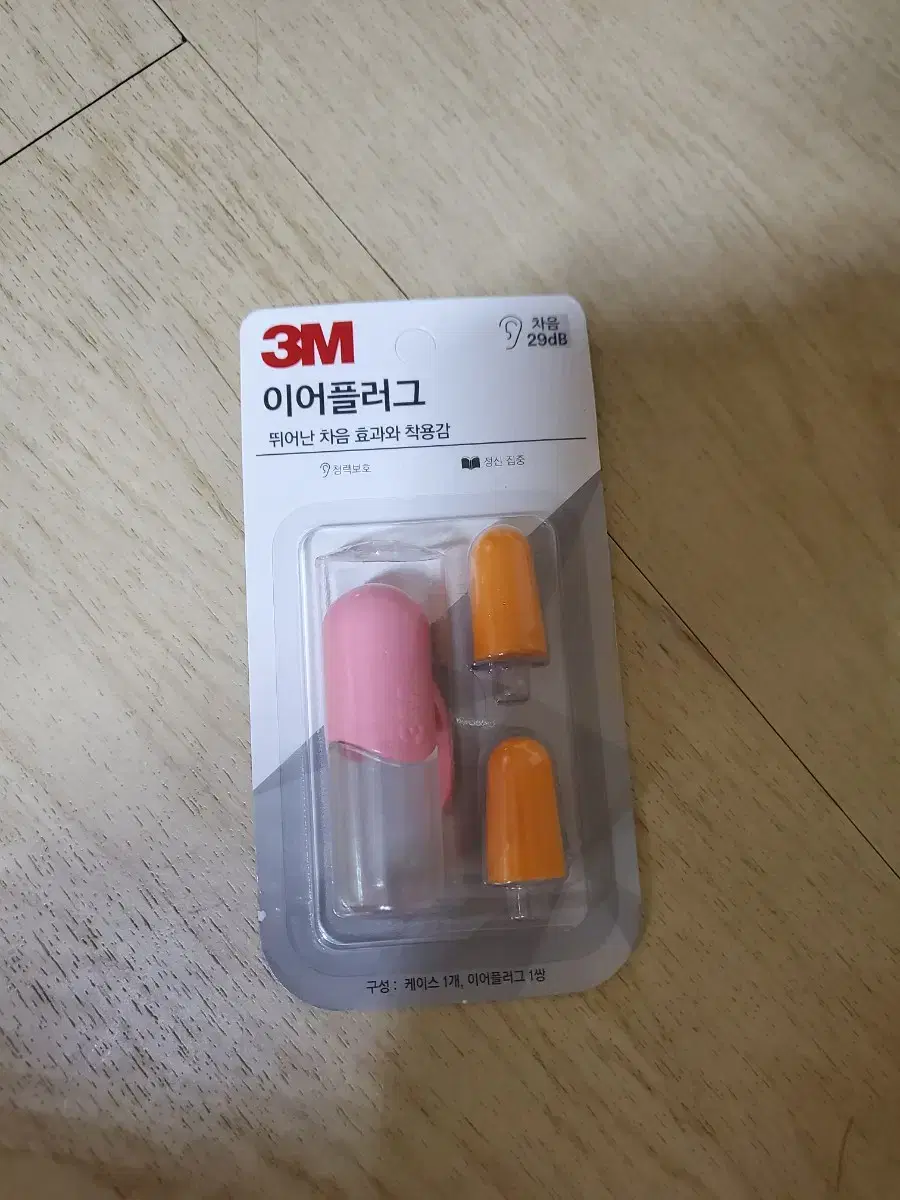 3M
차음
29dB
이어플러그
뛰어난 차음 효과와 착용감
청력보호
정신 집중
구성 : 케이스 1개, 이어플러그 1쌍